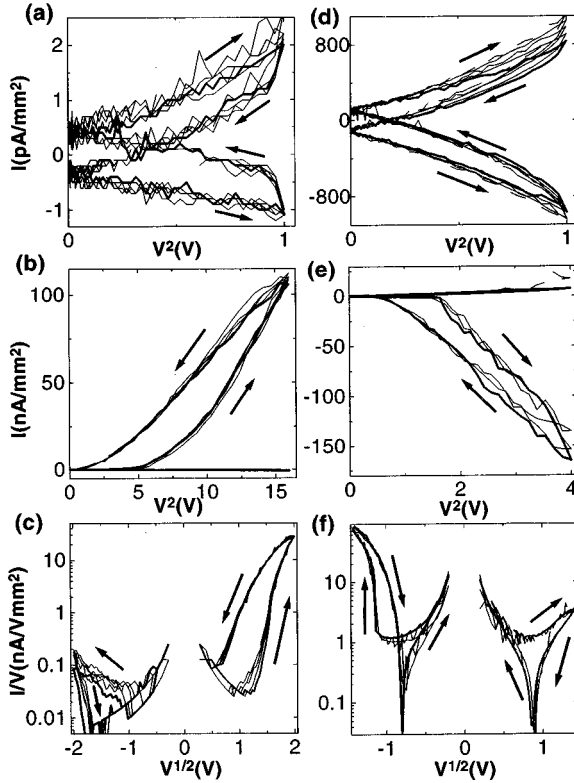 (a)
I(pA/mm²)
2
1
0
-1
0
1
V²(V)
(b)
I(nA/mm²)
100
50
0
0
5
10
15
V²(V)
(c)
I/V(nA/Vmm²)
10
1
0.1
0.01
-2
-1
0
1
2
V^1/2(V)
(d)
800
0
-800
0
1
V²(V)
(e)
0
-50
-100
-150
0
2
4
V²(V)
(f)
10
1
0.1
-1
0
1
V^1/2(V)